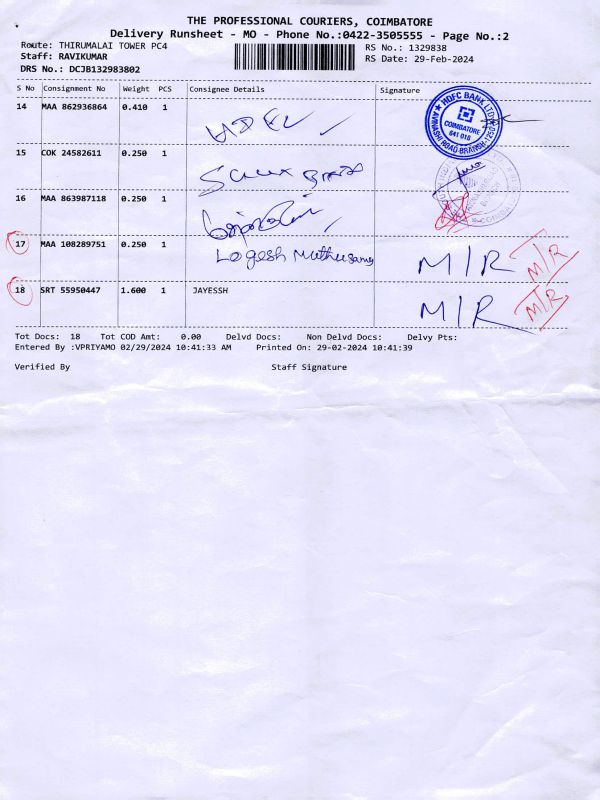 THE PROFESSIONAL COURIERS, COIMBATORE
Delivery Runsheet - MO - Phone No.:0422-3505555 - Page No.:2
Route: THIRUMALAI TOWER PC4 RS No.: 1329838
Staff: RAVIKUMAR RS Date: 29-Feb-2024
DRS No.: DCJB132983802
S No Consignment No Weight PCS Consignee Details Signature
14 MAA 862936864 0.410 1
HDFC BANK LTD
COIMBATORE
641 018
AVINASHI ROAD BRANCH-1250
15 COK 24582611 0.250 1
16 MAA 863987118 0.250 1
17 MAA 108289751 0.250 1 Logesh Muthusamy M/R M/R
18 SRT 55950447 1.600 1 JAYESSH M/R M/R
Tot Docs: 18 Tot COD Amt: 0.00 Delvd Docs: Non Delvd Docs: Delvy Pts:
Entered By :VPRIYAMO 02/29/2024 10:41:33 AM Printed On: 29-02-2024 10:41:39
Verified By Staff Signature